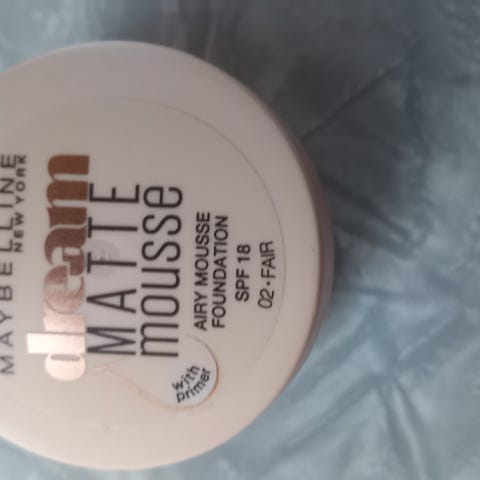 MAYBELLINE
NEW YORK
dream
MATTE
mousse
AIRY MOUSSE
FOUNDATION
SPF 18
02·FAIR
with
primer